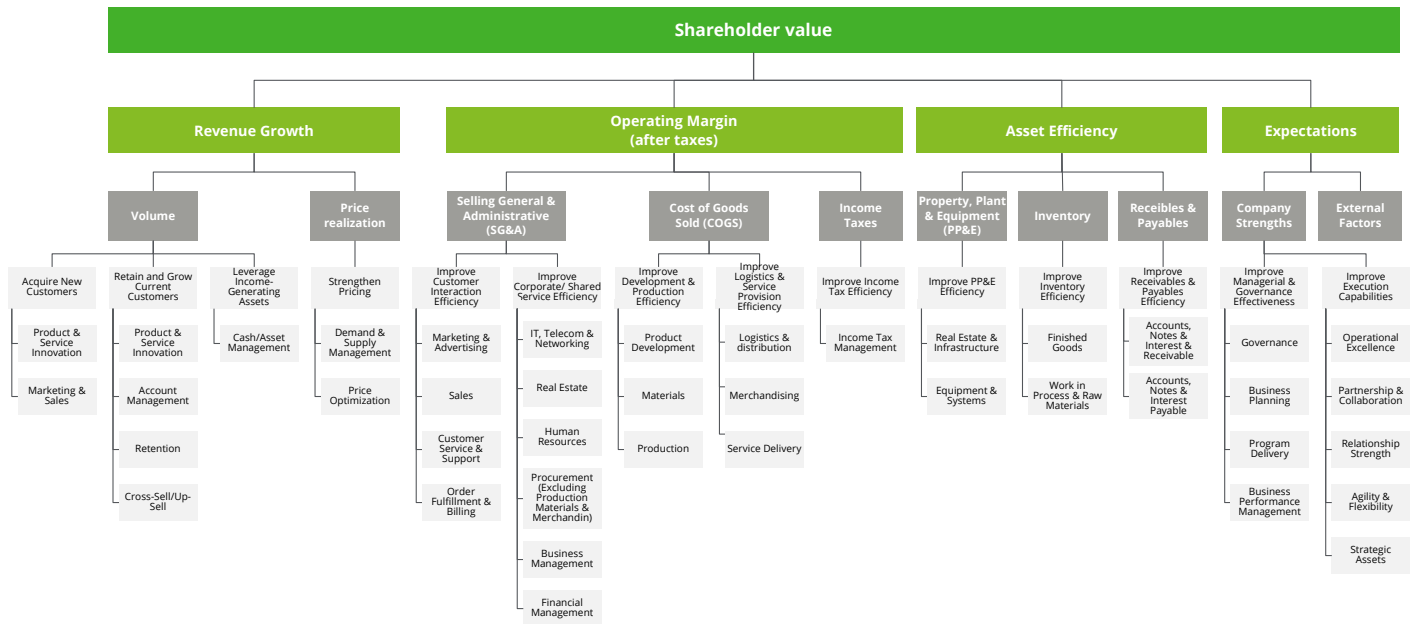 Shareholder value
Revenue Growth
Operating Margin
(after taxes)
Asset Efficiency
Expectations
Volume
Price
realization
Selling General &
Administrative
(SG&A)
Cost of Goods
Sold (COGS)
Income
Taxes
Property, Plant
& Equipment
(PP&E)
Inventory
Receibles &
Payables
Company
Strengths
External
Factors
Acquire New
Customers
Retain and Grow
Current
Customers
Leverage
Income-
Generating
Assets
Strengthen
Pricing
Improve
Customer
Interaction
Efficiency
Improve
Corporate/ Shared
Service Efficiency
Improve
Development &
Production
Efficiency
Improve
Logistics &
Service
Provision
Efficiency
Improve Income
Tax Efficiency
Improve PP&E
Efficiency
Improve
Inventory
Efficiency
Improve
Receivables &
Payables
Efficiency
Improve
Managerial &
Governance
Effectiveness
Improve
Execution
Capabilities
Product &
Service
Innovation
Marketing &
Sales
Product &
Service
Innovation
Account
Management
Retention
Cross-Sell/Up-
Sell
Cash/Asset
Management
Demand &
Supply
Management
Price
Optimization
Marketing &
Advertising
Sales
Customer
Service &
Support
Order
Fulfillment &
Billing
IT, Telecom &
Networking
Real Estate
Human
Resources
Procurement
(Excluding
Production
Materials &
Merchandin)
Business
Management
Financial
Management
Product
Development
Materials
Production
Logistics &
distribution
Merchandising
Service Delivery
Income Tax
Management
Real Estate &
Infrastructure
Equipment &
Systems
Finished
Goods
Work in
Process & Raw
Materials
Accounts,
Notes &
Interest &
Receivable
Accounts,
Notes &
Interest
Payable
Governance
Business
Planning
Program
Delivery
Business
Performance
Management
Operational
Excellence
Partnership &
Collaboration
Relationship
Strength
Agility &
Flexibility
Strategic
Assets